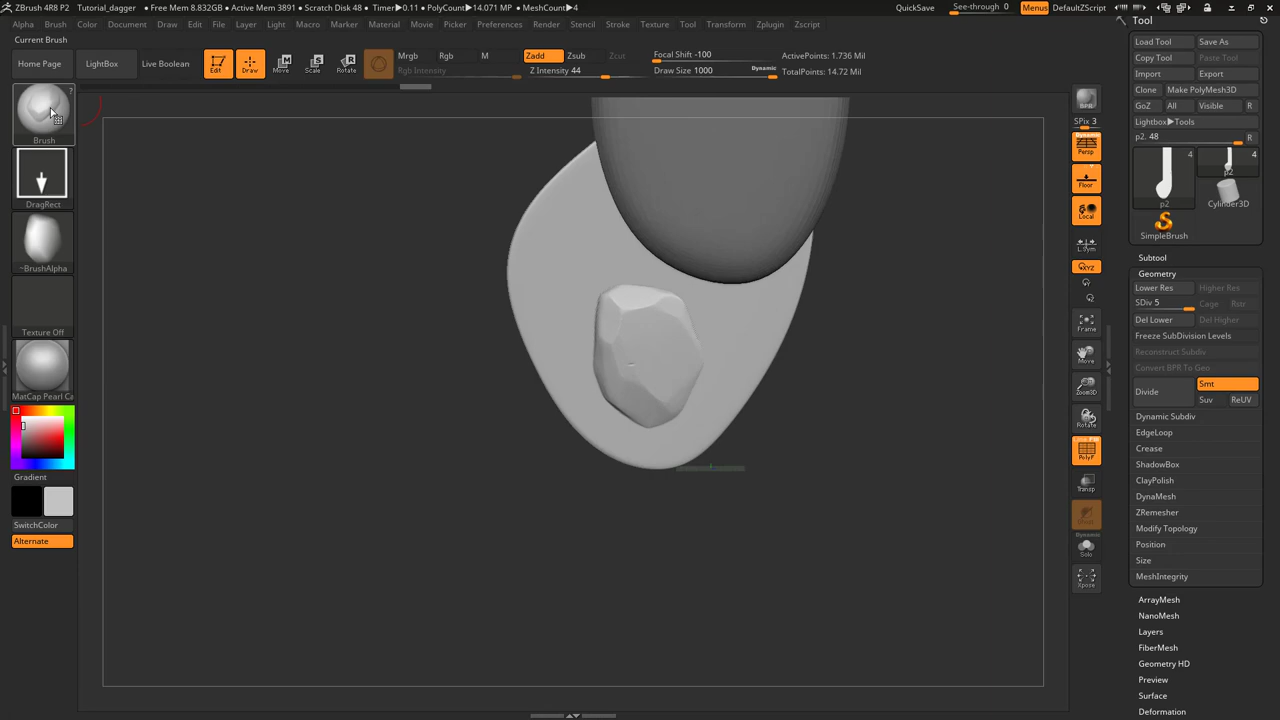 ZBrush 4R8 P2 Tutorial_dagger • Free Mem 8.832GB • Active Mem 3891 • Scratch Disk 48 • Timer▶0.11 • PolyCount▶14.071 MP • MeshCount▶4 QuickSave See-through 0 Menus DefaultZScript
Alpha Brush Color Document Draw Edit File Layer Light Macro Marker Material Movie Picker Preferences Render Stencil Stroke Texture Tool Transform Zplugin Zscript
Current Brush
Home Page LightBox Live Boolean Edit Draw Move Scale Rotate
Mrgb Rgb M Zadd Zsub Zcut Focal Shift -100 ActivePoints: 1.736 Mil
Rgb Intensity Z Intensity 44 Draw Size 1000 Dynamic TotalPoints: 14.72 Mil
Brush
DragRect
~BrushAlpha
Texture Off
MatCap Pearl Ca
Gradient
SwitchColor
Alternate
BPR
SPix 3
Dynamic
Persp
Floor
Local
L.Sym
XYZ
Frame
Move
Zoom3D
Rotate
PolyF
Transp
Dynamic
Solo
Xpose
Tool
Load Tool Save As
Copy Tool Paste Tool
Import Export
Clone Make PolyMesh3D
GoZ All Visible R
Lightbox▶Tools
p2. 48 R
4 4
p2
p2 Cylinder3D
SimpleBrush
Subtool
Geometry
Lower Res Higher Res
SDiv 5 Cage Rstr
Del Lower Del Higher
Freeze SubDivision Levels
Reconstruct Subdiv
Convert BPR To Geo
Divide Smt
Suv ReUV
Dynamic Subdiv
EdgeLoop
Crease
ShadowBox
ClayPolish
DynaMesh
ZRemesher
Modify Topology
Position
Size
MeshIntegrity
ArrayMesh
NanoMesh
Layers
FiberMesh
Geometry HD
Preview
Surface
Deformation